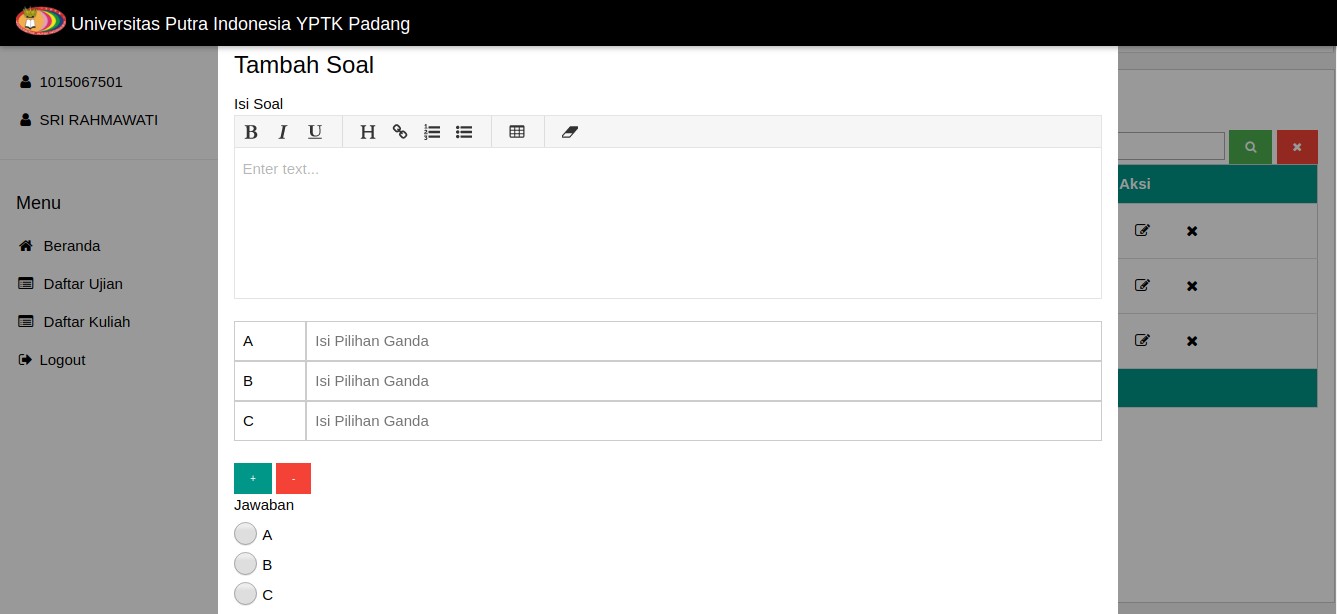 Universitas Putra Indonesia YPTK Padang
1015067501
SRI RAHMAWATI
Menu
Beranda
Daftar Ujian
Daftar Kuliah
Logout
Tambah Soal
Isi Soal
B I U H
Enter text...
A Isi Pilihan Ganda
B Isi Pilihan Ganda
C Isi Pilihan Ganda
+ -
Jawaban
A
B
C
Aksi